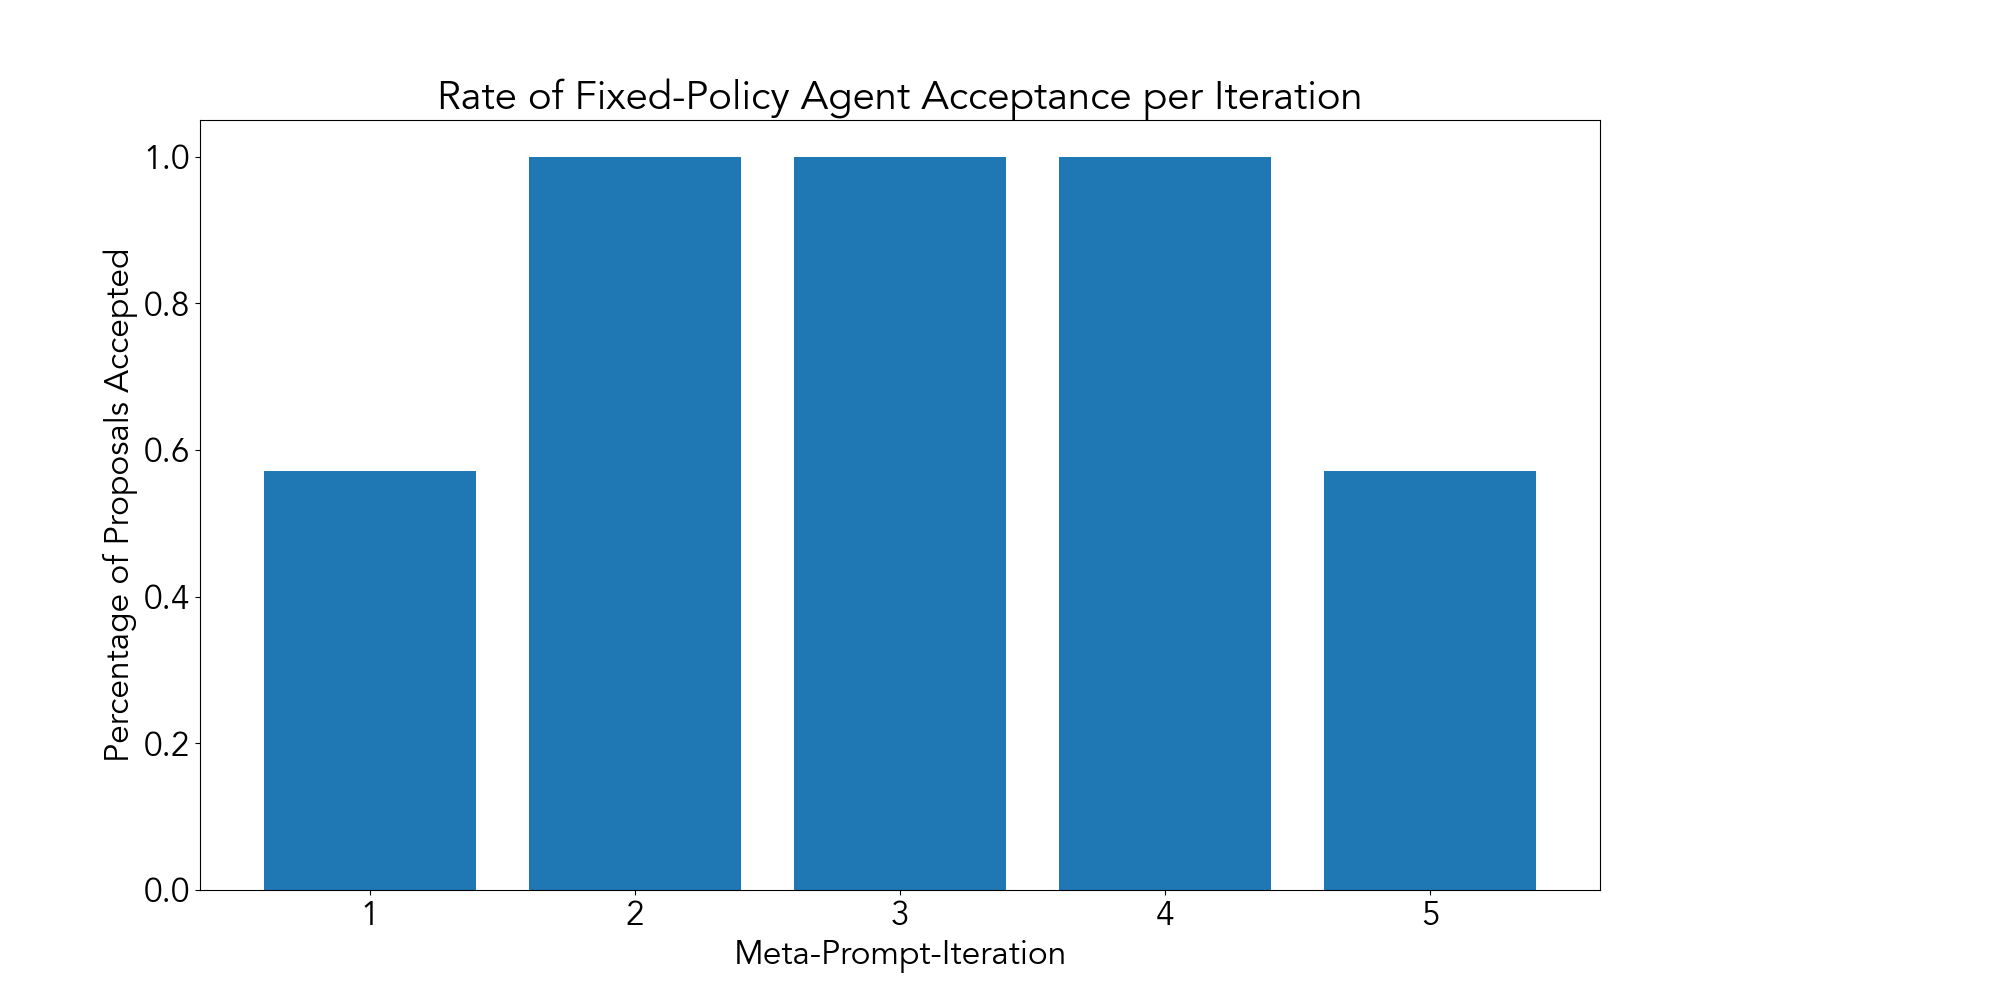 Rate of Fixed-Policy Agent Acceptance per Iteration
Percentage of Proposals Accepted
1.0
0.8
0.6
0.4
0.2
0.0
1 2 3 4 5
Meta-Prompt-Iteration